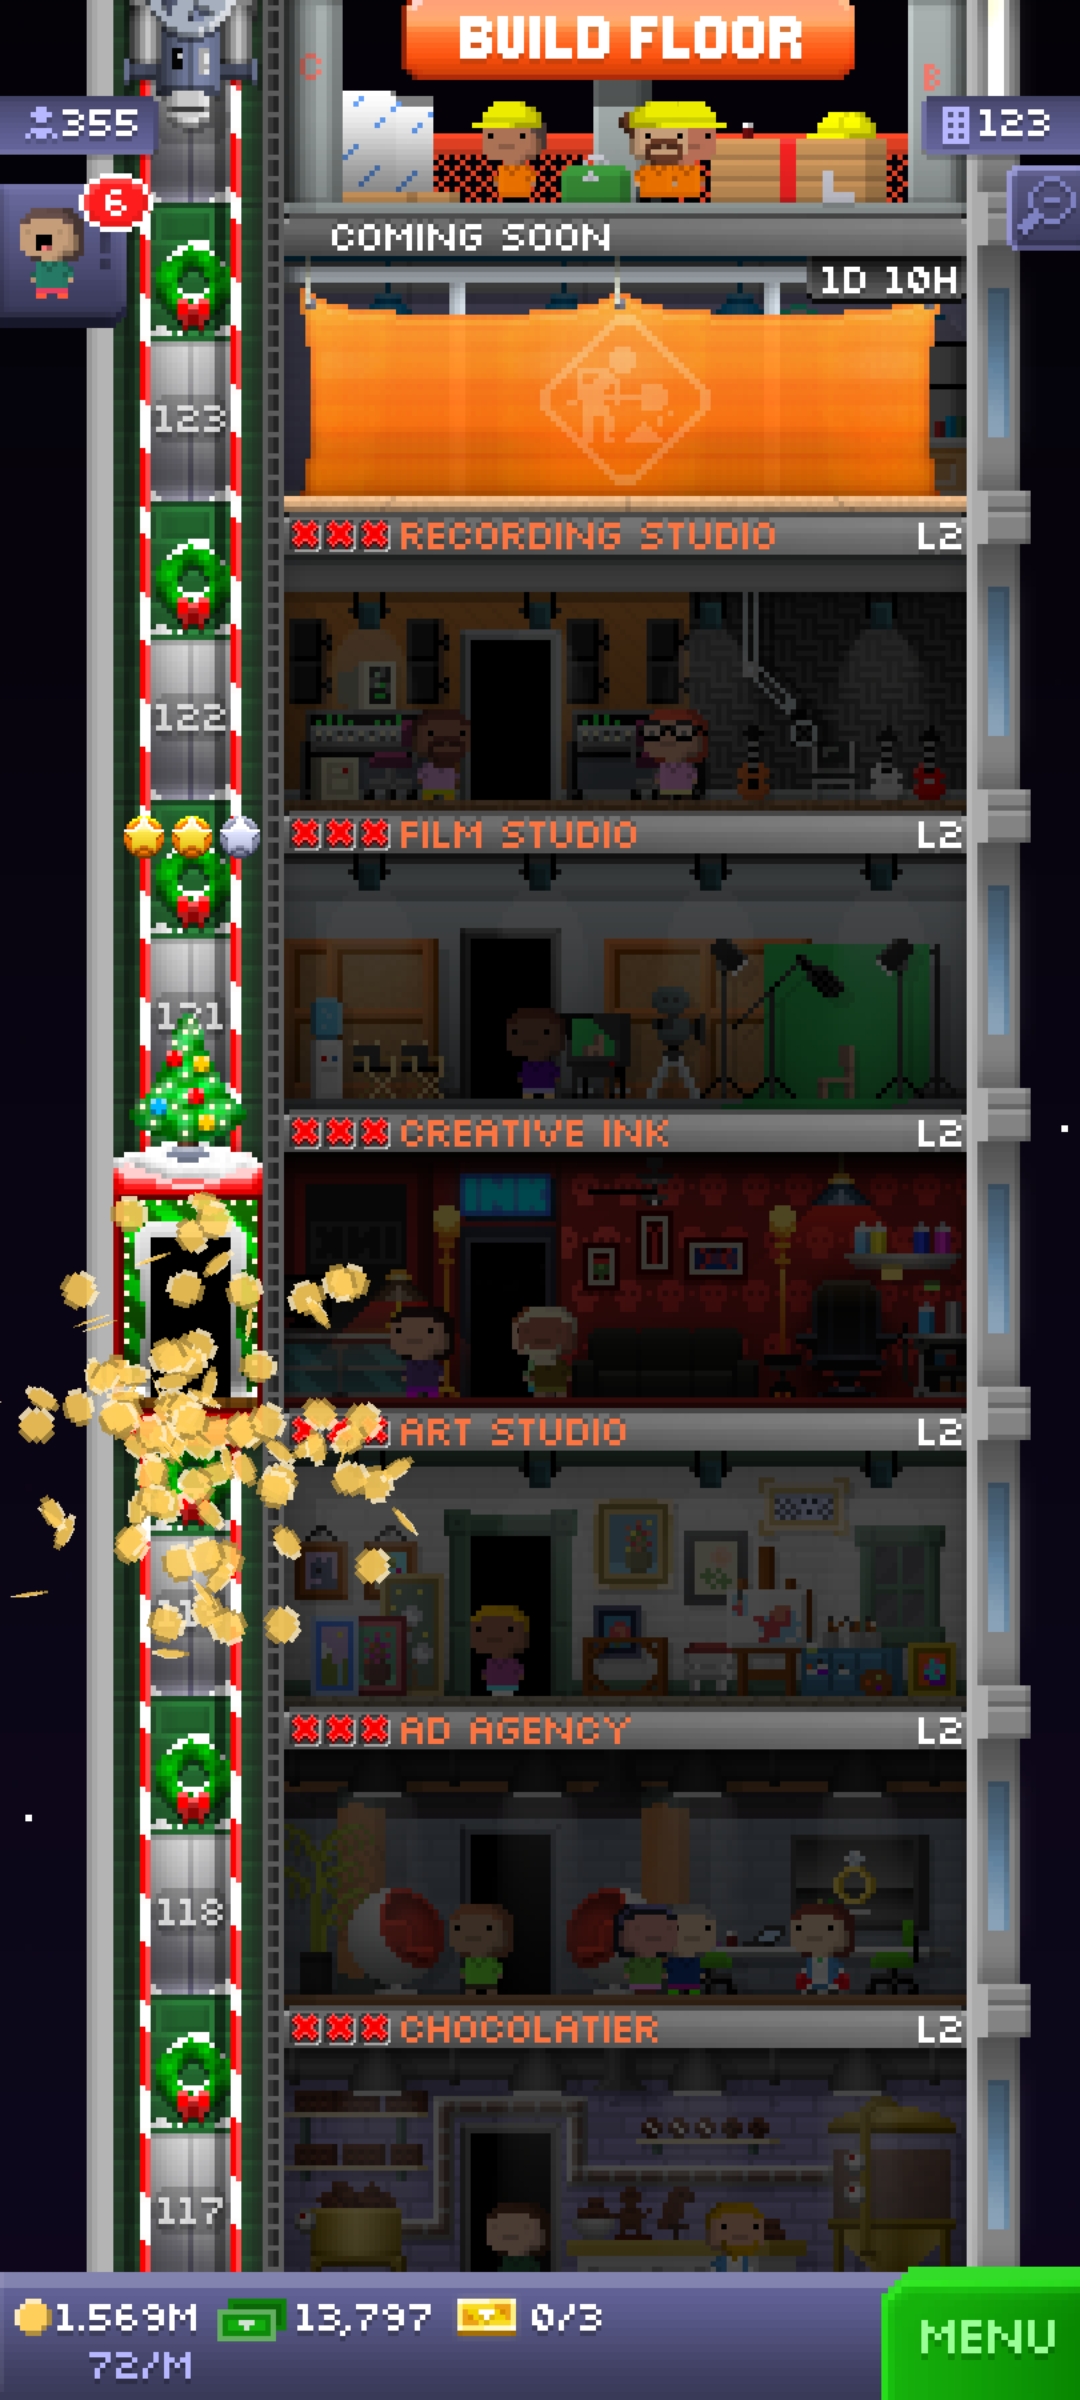 BUILD FLOOR
C
B
355
123
6
COMING SOON
1D 10H
123
RECORDING STUDIO L2
122
FILM STUDIO L2
121
CREATIVE INK L2
INK
ART STUDIO L2
AD AGENCY L2
118
CHOCOLATIER L2
117
1.569M 13,797 0/3
72/M
MENU